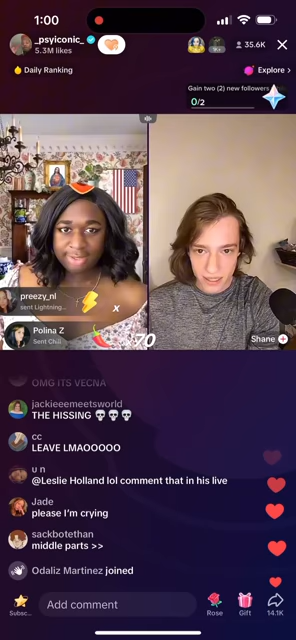 1:00
_psyiconic_
5.3M likes
35.6K
Daily Ranking
Explore >
Gain two (2) new followers
0/2
preezy_nl
sent Lightning...
x
Polina Z
Sent Chili
70
Shane
OMG ITS VECNA
jackieeemeetsworld
THE HISSING 💀💀💀
cc
LEAVE LMAOOOOO
u n
@Leslie Holland lol comment that in his live
Jade
please I'm crying
sackbotethan
middle parts >>
Odaliz Martinez joined
Subsc...
Add comment
Rose
Gift
14.1K